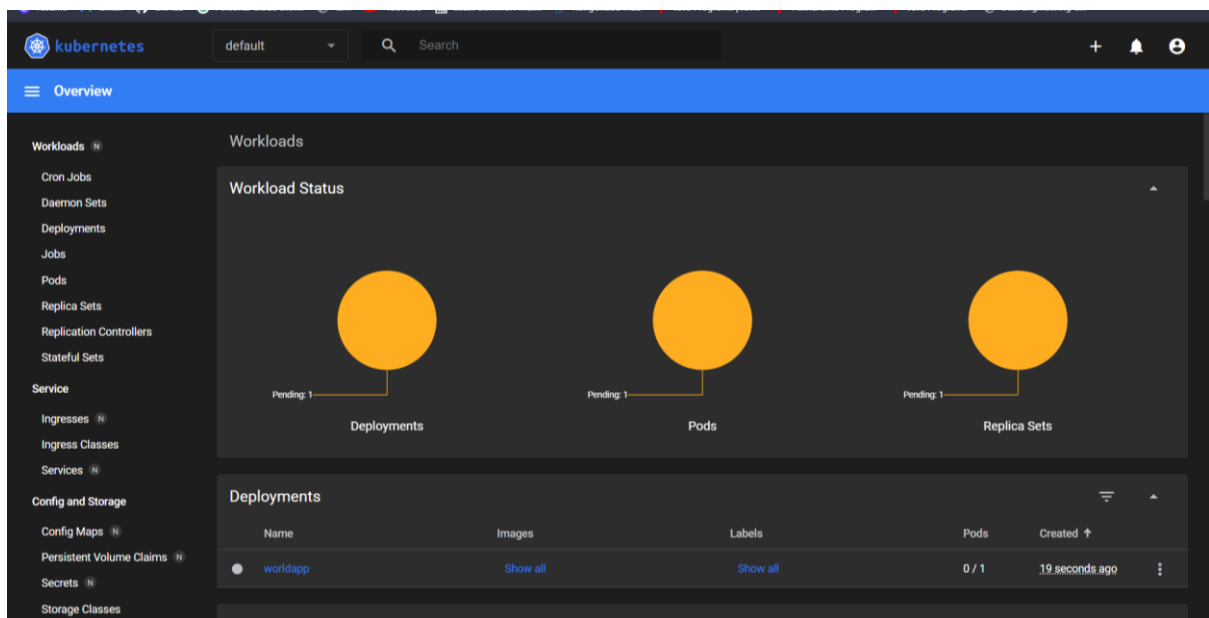 kubernetes
default
Search
Overview
Workloads N
Cron Jobs
Daemon Sets
Deployments
Jobs
Pods
Replica Sets
Replication Controllers
Stateful Sets
Service
Ingresses N
Ingress Classes
Services N
Config and Storage
Config Maps N
Persistent Volume Claims N
Secrets N
Storage Classes
Workloads
Workload Status
Pending: 1
Deployments
Pending: 1
Pods
Pending: 1
Replica Sets
Deployments
Name Images Labels Pods Created
worldapp Show all Show all 0 / 1 19 seconds ago